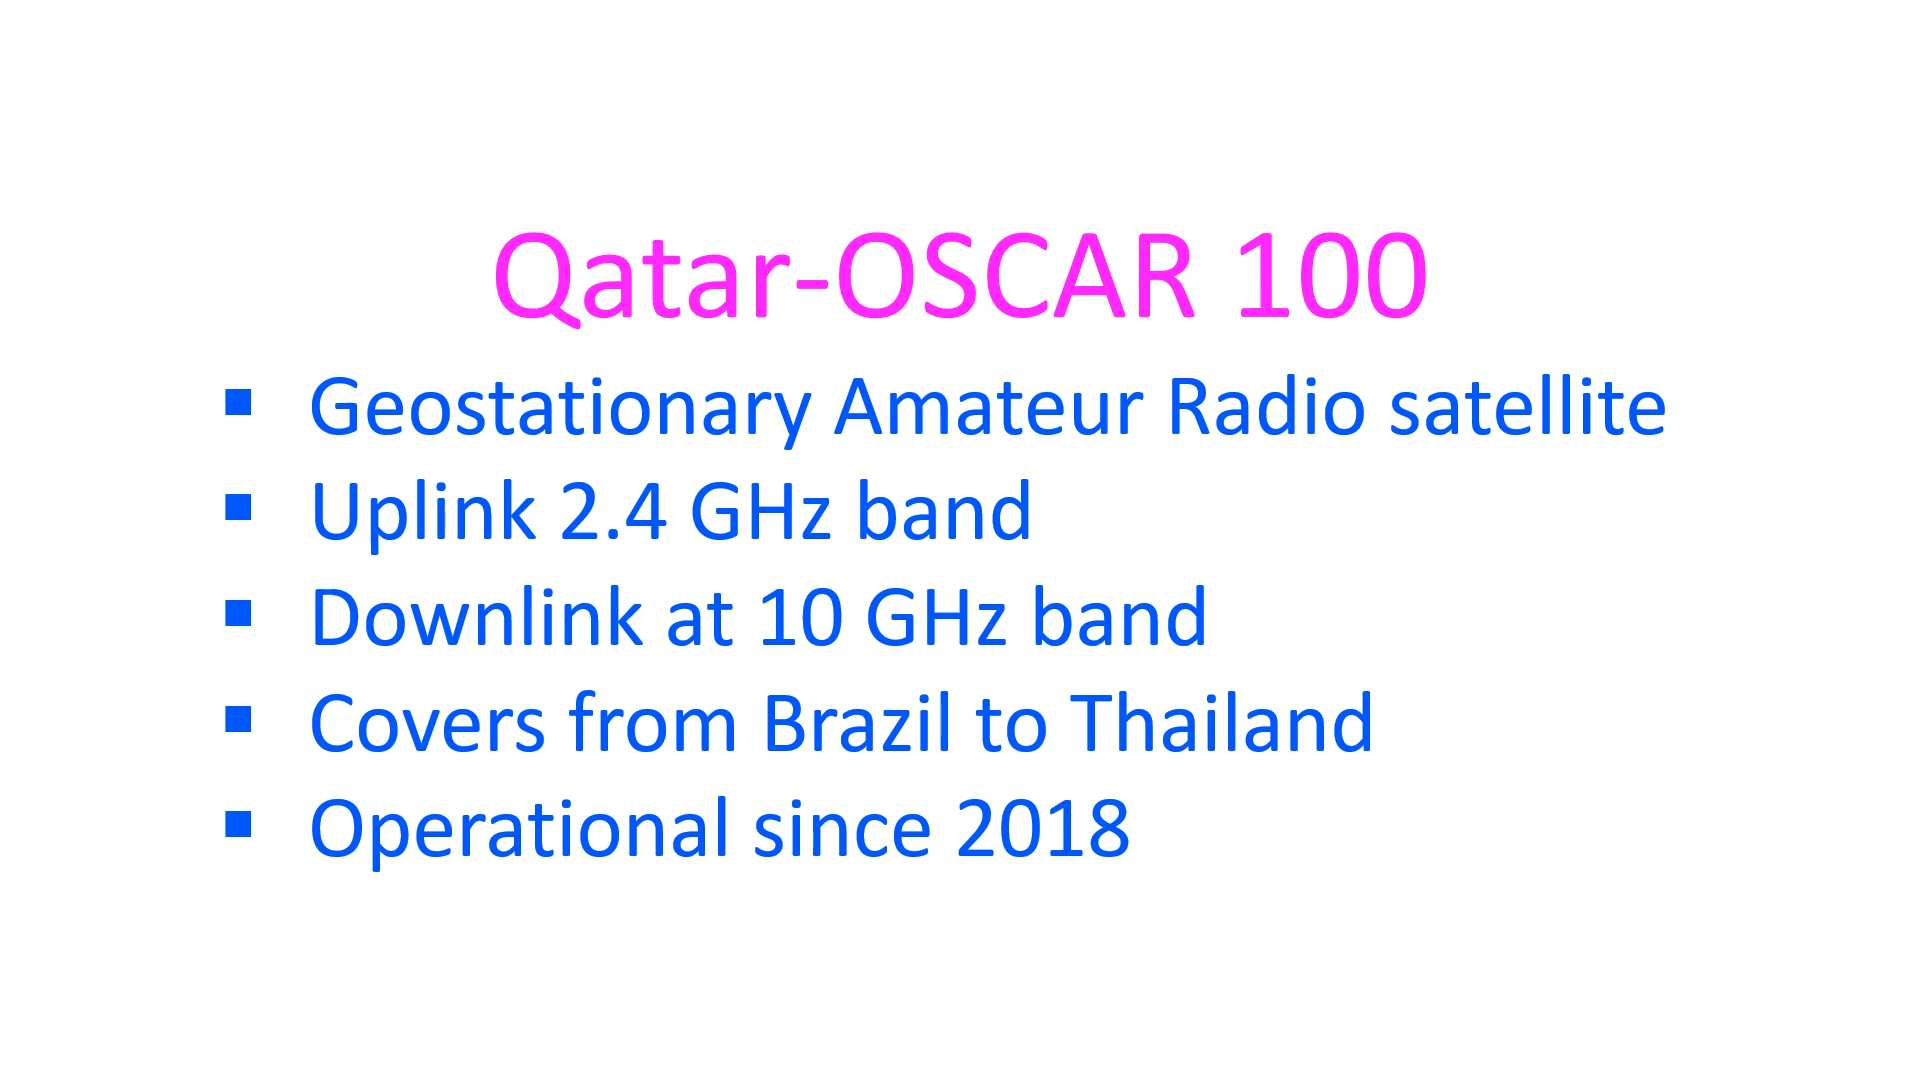 Qatar-OSCAR 100
▪ Geostationary Amateur Radio satellite
▪ Uplink 2.4 GHz band
▪ Downlink at 10 GHz band
▪ Covers from Brazil to Thailand
▪ Operational since 2018